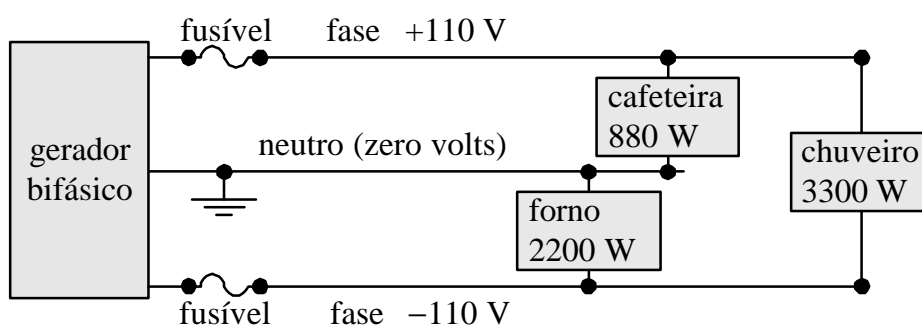 fusível fase +110 V
cafeteira
880 W
gerador
bifásico
neutro (zero volts)
chuveiro
3300 W
forno
2200 W
fusível fase −110 V